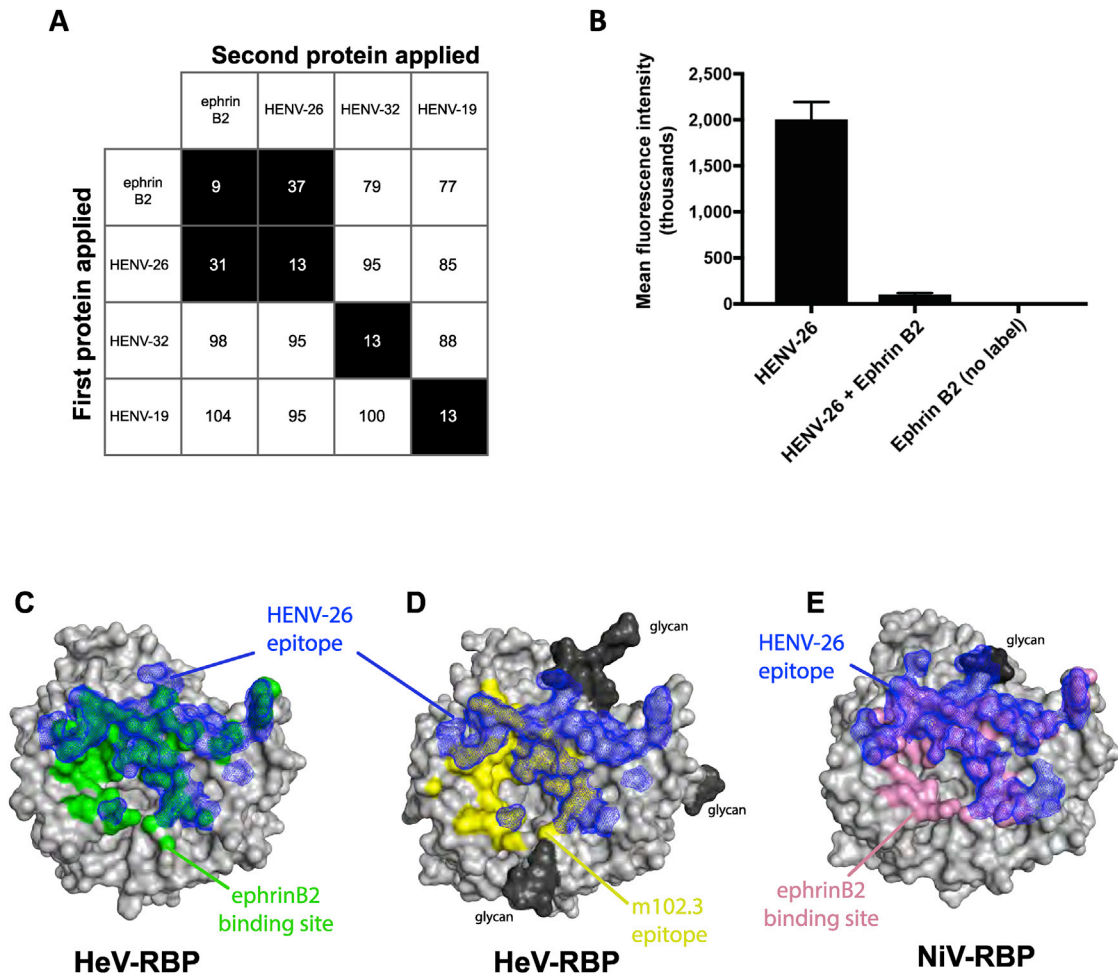 A
Second protein applied
ephrin
B2
HENV-26
HENV-32
HENV-19
First protein applied
ephrin
B2
9
37
79
77
HENV-26
31
13
95
85
HENV-32
98
95
13
88
HENV-19
104
95
100
13
B
Mean fluorescence intensity
(thousands)
2,500
2,000
1,500
1,000
500
0
HENV-26
HENV-26 + Ephrin B2
Ephrin B2 (no label)
C
HENV-26
epitope
ephrinB2
binding site
HeV-RBP
D
glycan
glycan
glycan
m102.3
epitope
HeV-RBP
E
HENV-26
epitope
glycan
ephrinB2
binding site
NiV-RBP